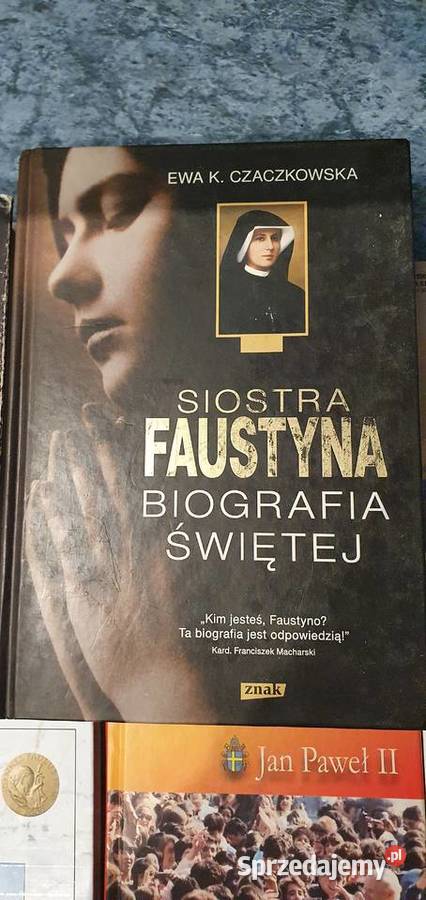 EWA K. CZACZKOWSKA
SIOSTRA
FAUSTYNA
BIOGRAFIA
ŚWIĘTEJ
„Kim jesteś, Faustyno?
Ta biografia jest odpowiedzią!”
Kard. Franciszek Macharski
znak
Jan Paweł II
Sprzedajemy.pl